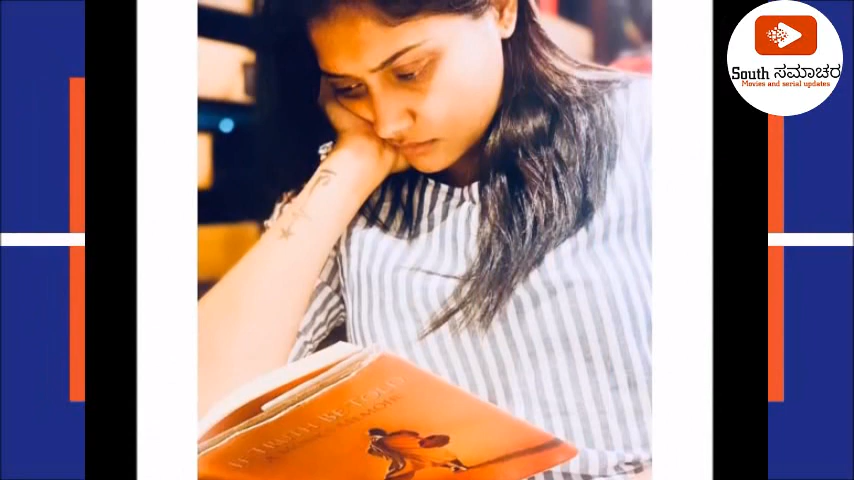 South ಸಮಾಚರ
Movies and serial updates
IF TRUTH BE TOLD